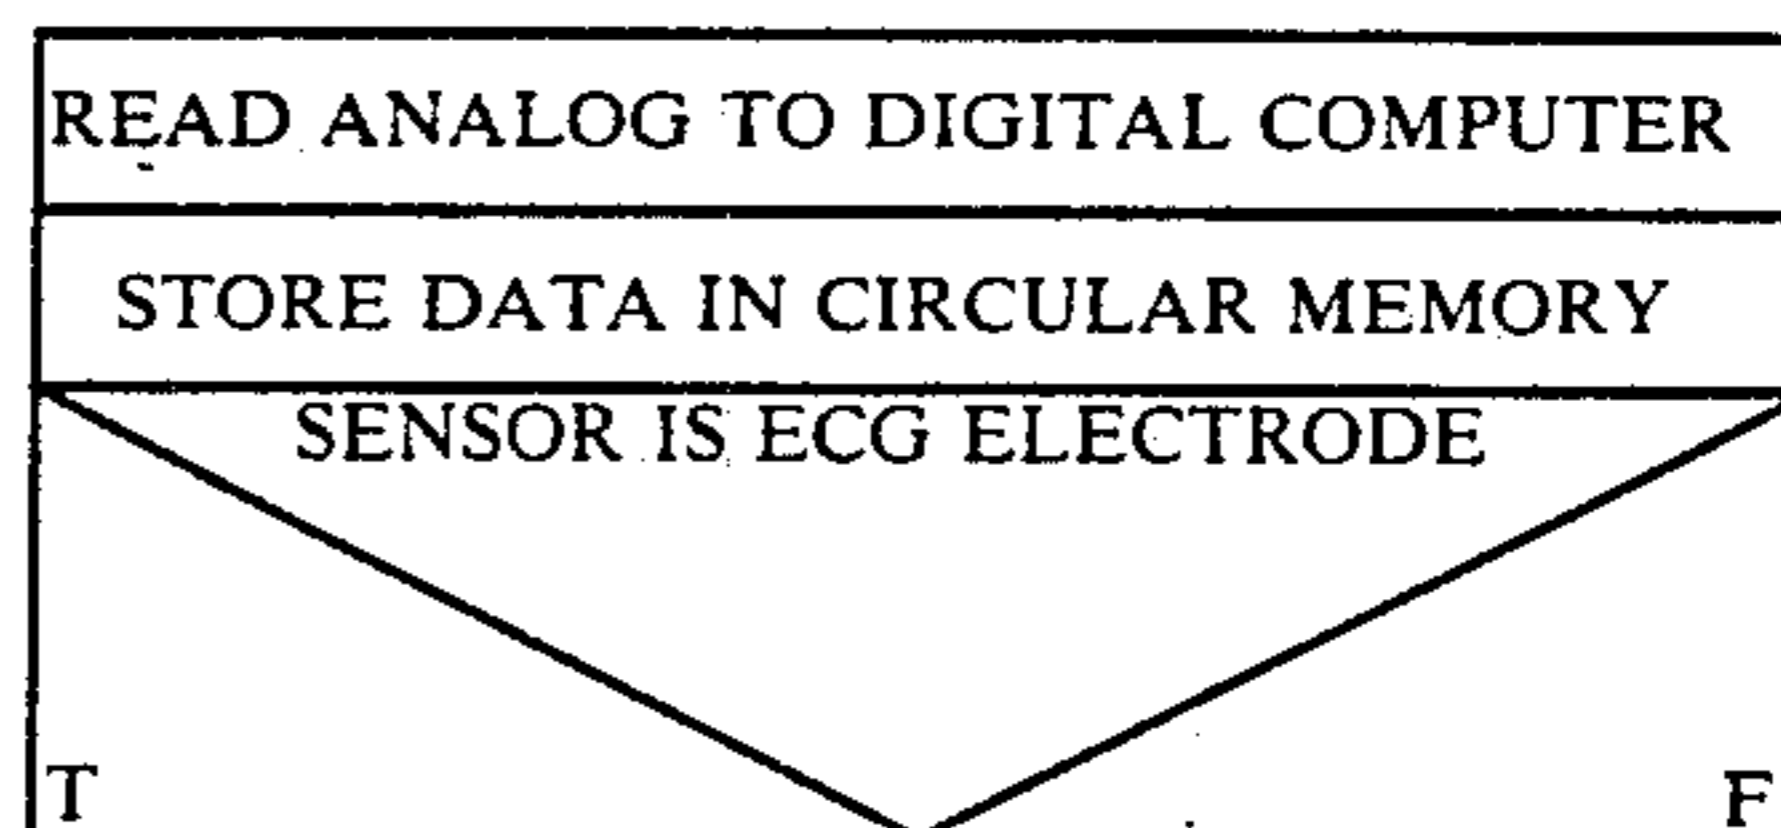 READ ANALOG TO DIGITAL COMPUTER
STORE DATA IN CIRCULAR MEMORY
SENSOR IS ECG ELECTRODE
T F